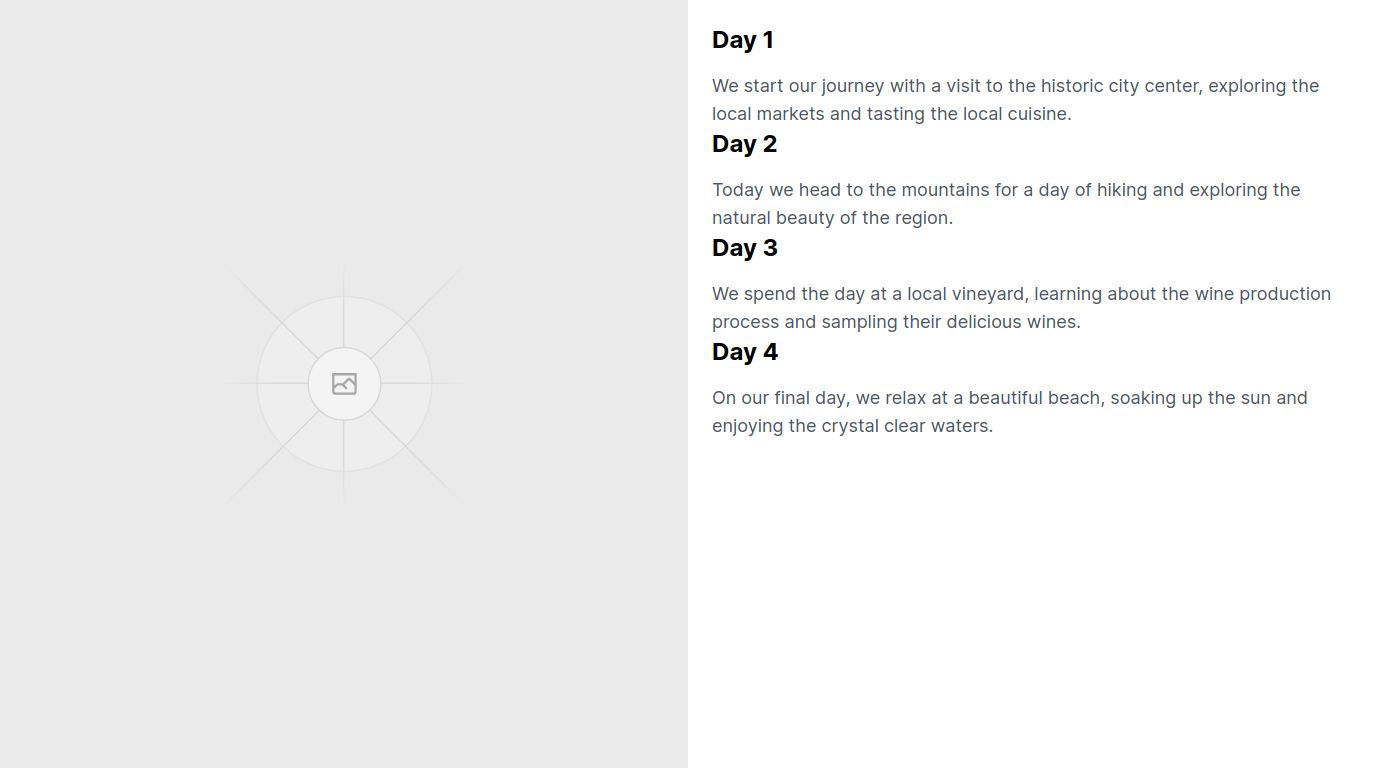 Day 1
We start our journey with a visit to the historic city center, exploring the
local markets and tasting the local cuisine.
Day 2
Today we head to the mountains for a day of hiking and exploring the
natural beauty of the region.
Day 3
We spend the day at a local vineyard, learning about the wine production
process and sampling their delicious wines.
Day 4
On our final day, we relax at a beautiful beach, soaking up the sun and
enjoying the crystal clear waters.